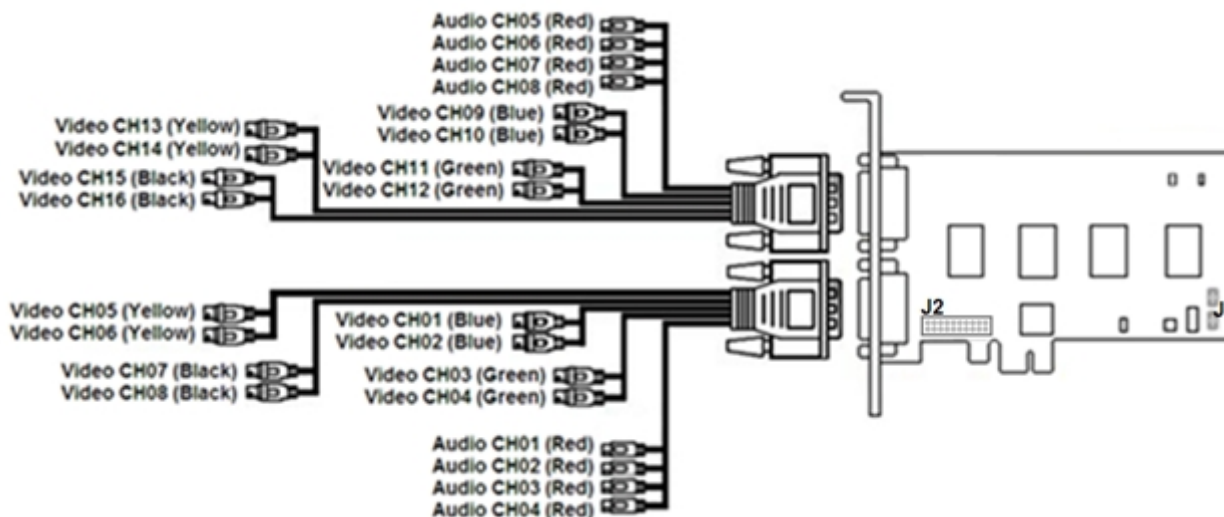 Audio CH05 (Red)
Audio CH06 (Red)
Audio CH07 (Red)
Audio CH08 (Red)
Video CH09 (Blue)
Video CH10 (Blue)
Video CH13 (Yellow)
Video CH14 (Yellow)
Video CH11 (Green)
Video CH12 (Green)
Video CH15 (Black)
Video CH16 (Black)
Video CH05 (Yellow)
Video CH06 (Yellow)
Video CH01 (Blue)
Video CH02 (Blue)
Video CH07 (Black)
Video CH08 (Black)
Video CH03 (Green)
Video CH04 (Green)
Audio CH01 (Red)
Audio CH02 (Red)
Audio CH03 (Red)
Audio CH04 (Red)
J2
J